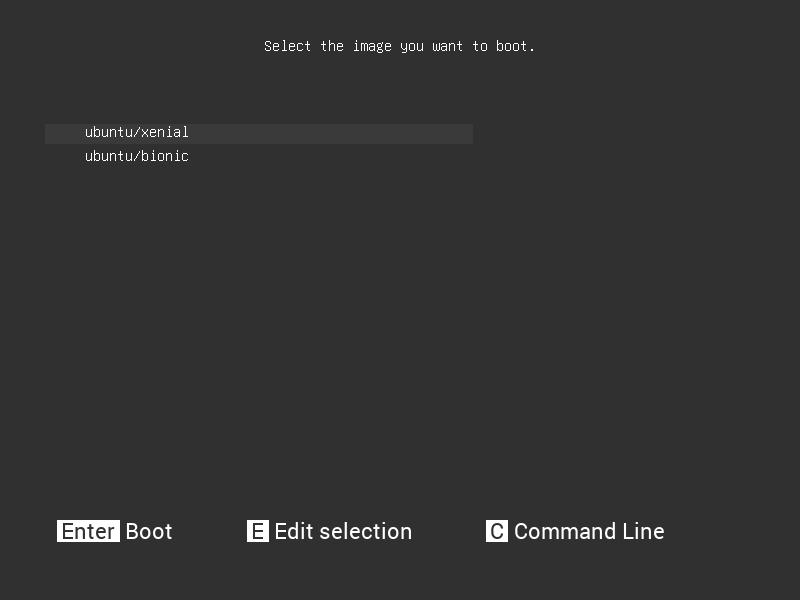 Select the image you want to boot.
ubuntu/xenial
ubuntu/bionic
Enter Boot E Edit selection C Command Line